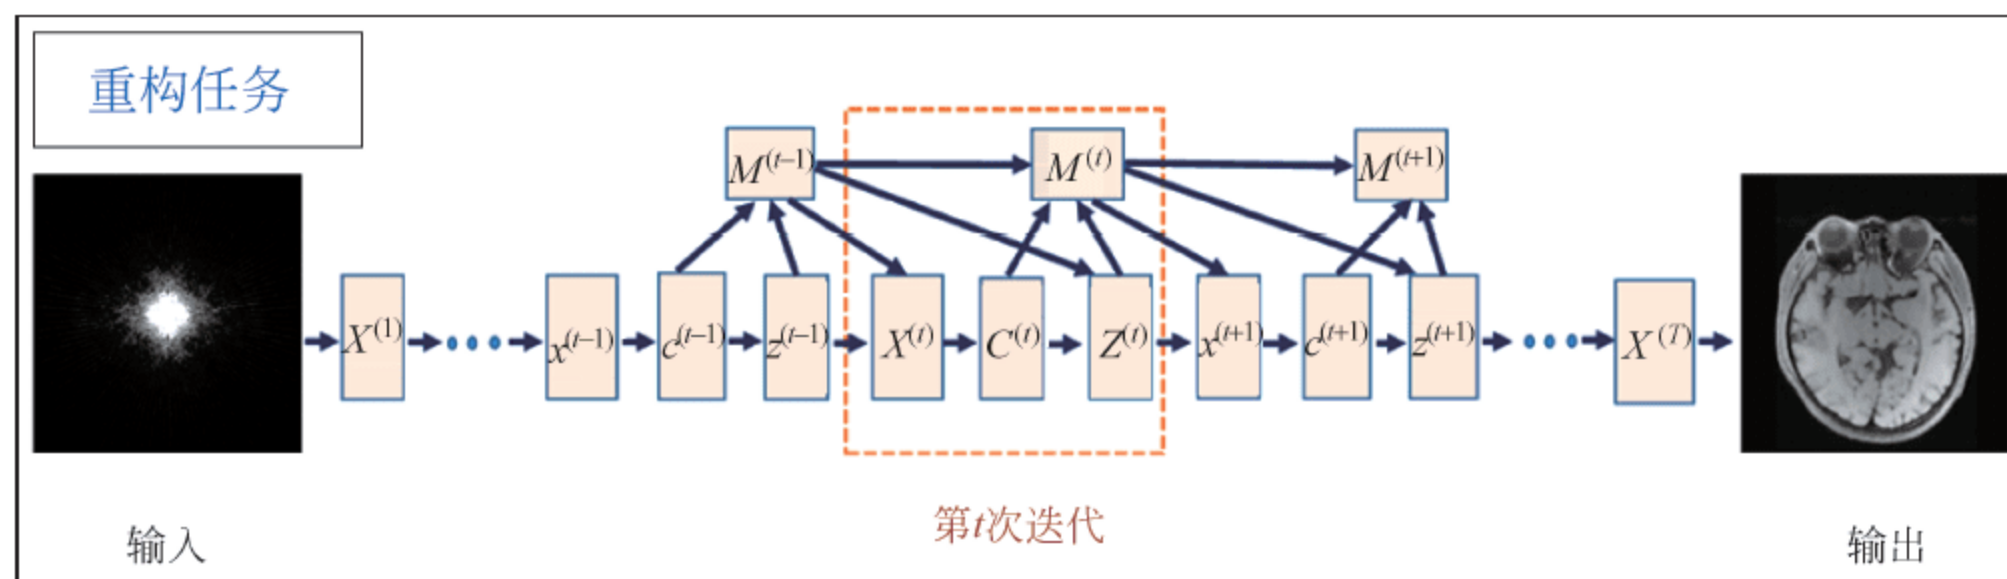 重构任务
M(t−1) M(t) M(t+1)
X(1) x(t−1) c(t−1) z(t−1) X(t) C(t) Z(t) x(t+1) c(t+1) z(t+1) X(T)
输入 第t次迭代 输出